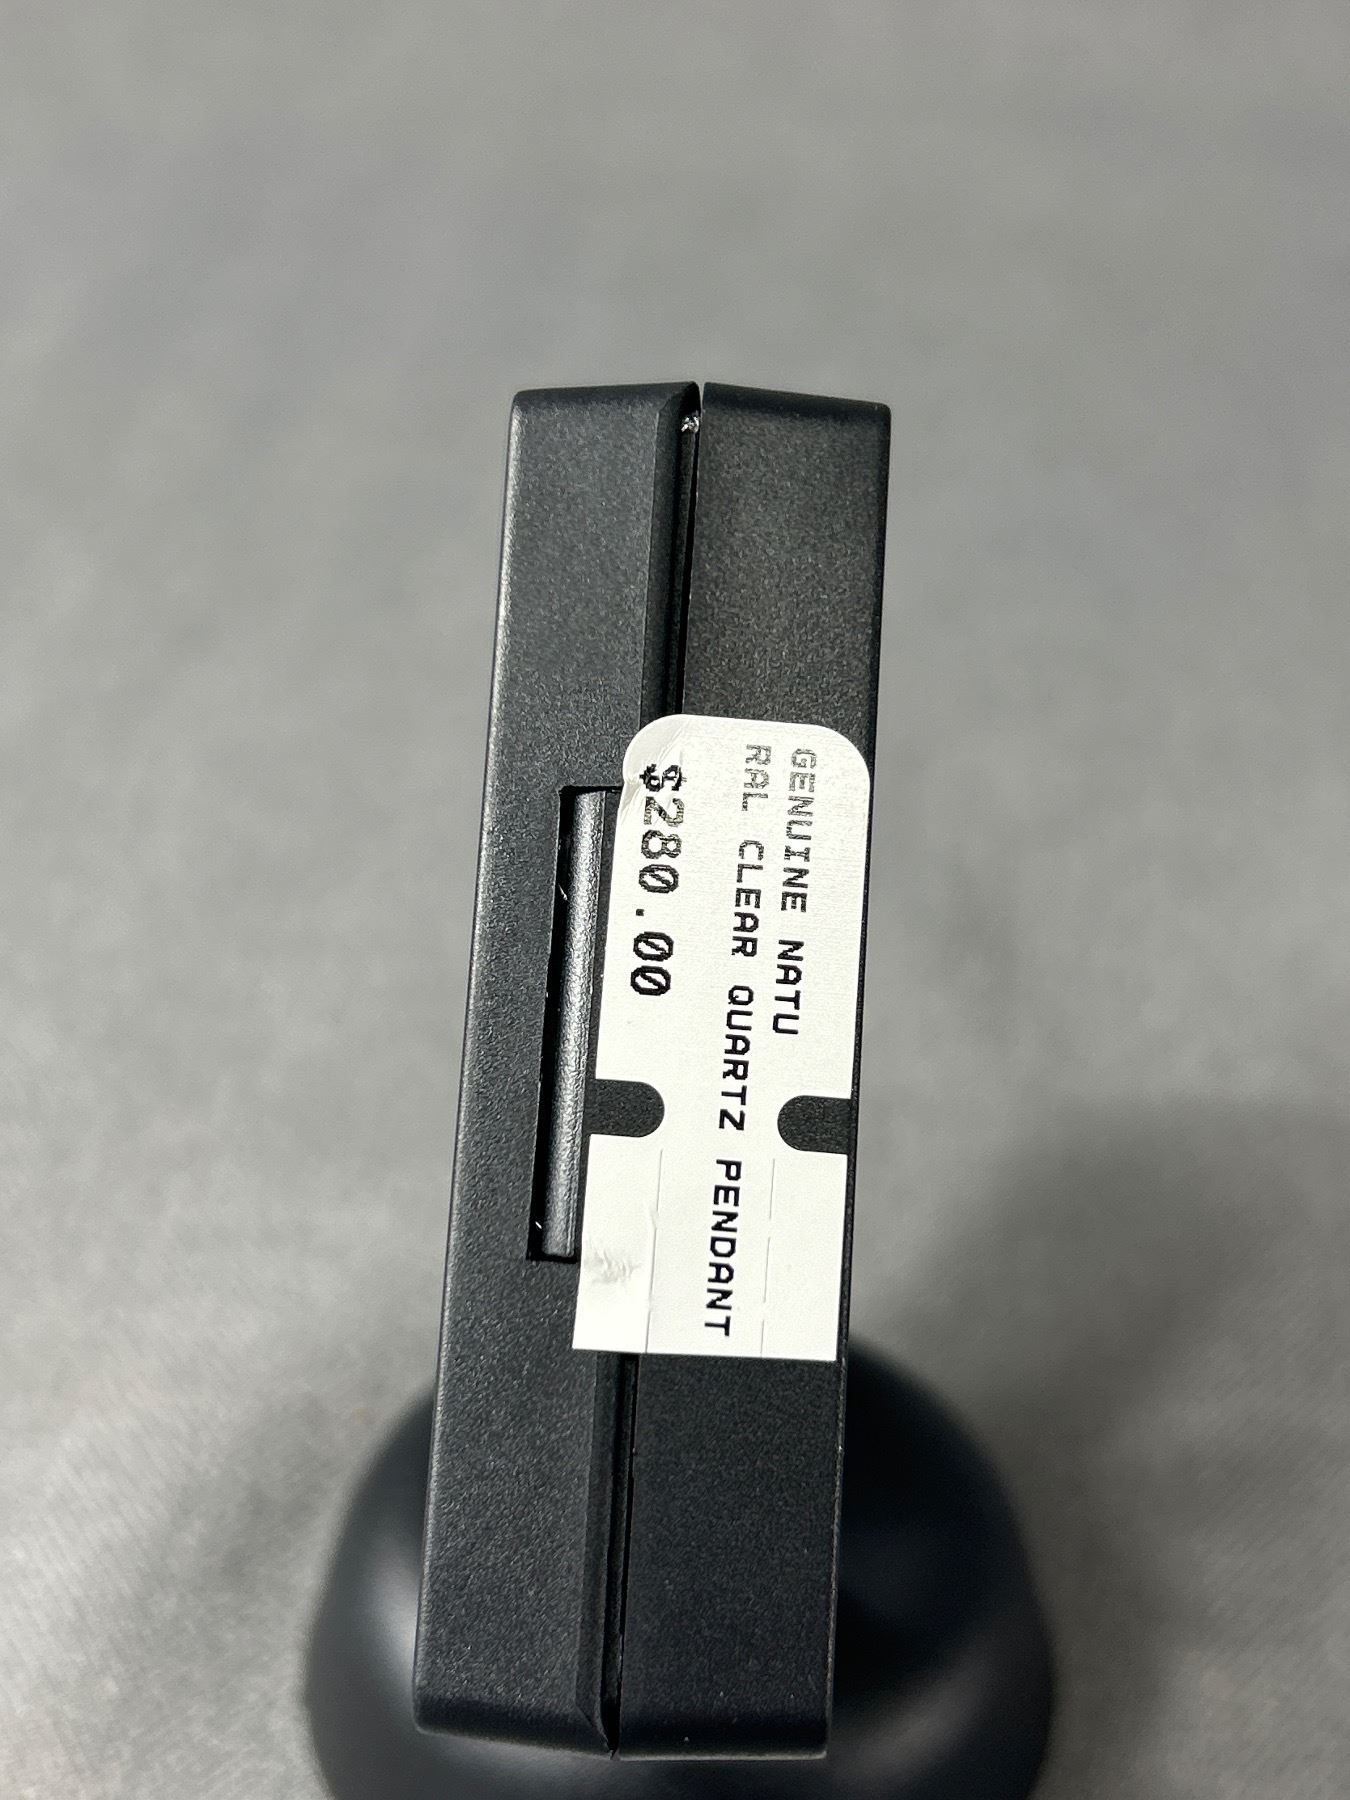 GENUINE NATU
RAL CLEAR QUARTZ PENDANT
$280.00